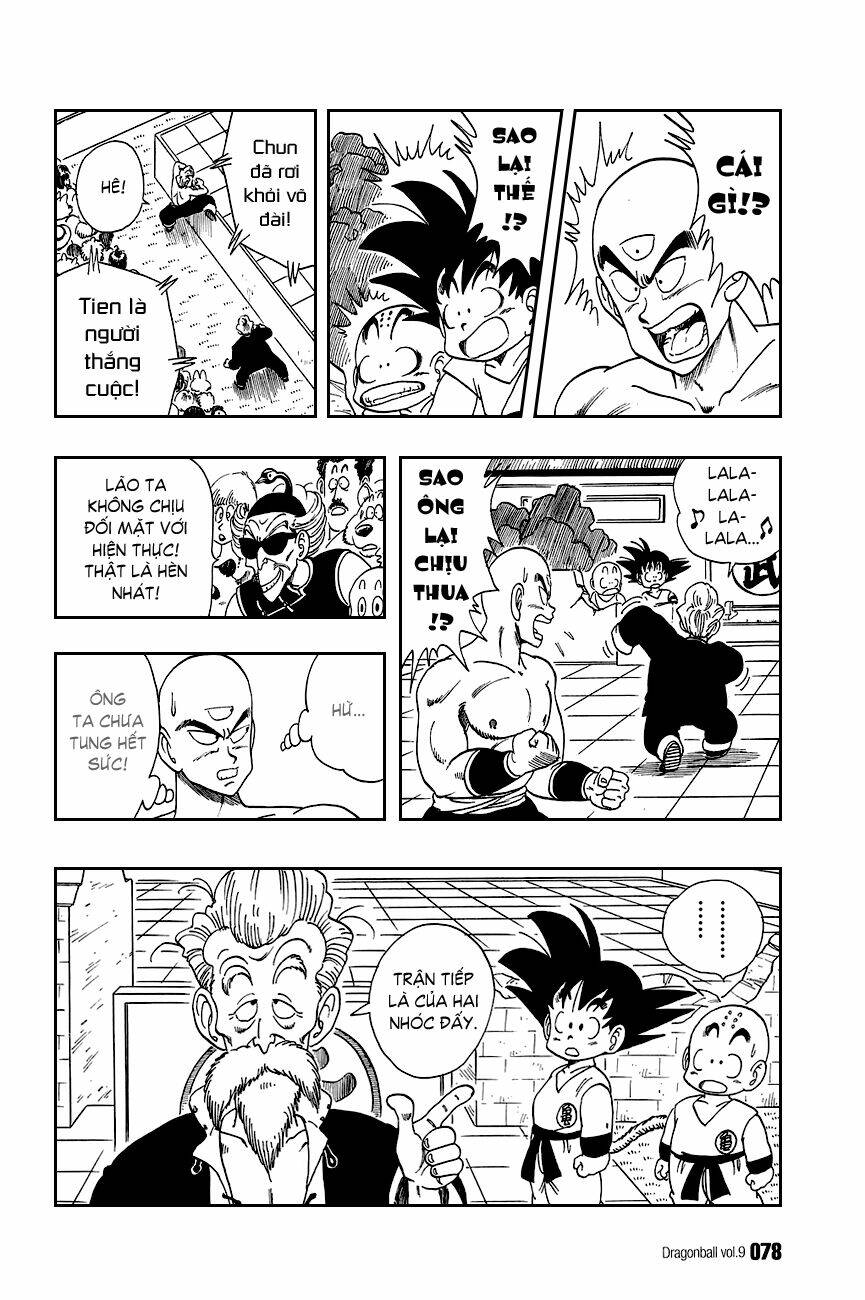 Chun
đã rơi
khỏi võ
đài!
HÊ!
Tien là
người
thắng
cuộc!
SAO
LẠI
THẾ
!?
CÁI
GÌ!?
LÃO TA
KHÔNG CHỊU
ĐỐI MẶT VỚI
HIỆN THỰC!
THẬT LÀ HÈN
NHÁT!
SAO
ÔNG
LẠI
CHỊU
THUA
!?
LALA-
LALA-
LA-
LALA...
武
HỪ...
ÔNG
TA CHƯA
TUNG HẾT
SỨC!
TRẬN TIẾP
LÀ CỦA HAI
NHÓC ĐẤY.
......
亀
亀
Dragonball vol.9 078